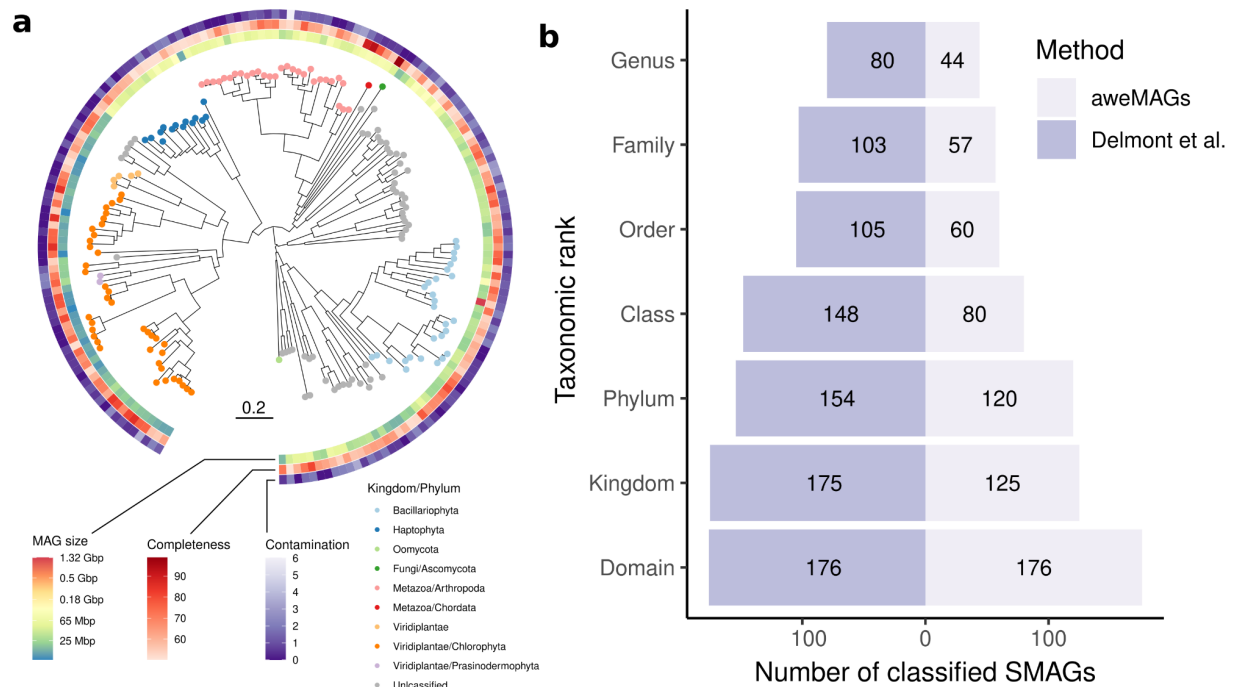 a
0.2
MAG size
1.32 Gbp
0.5 Gbp
0.18 Gbp
65 Mbp
25 Mbp
Completeness
90
80
70
60
Contamination
6
5
4
3
2
1
0
Kingdom/Phylum
Bacillariophyta
Haptophyta
Oomycota
Fungi/Ascomycota
Metazoa/Arthropoda
Metazoa/Chordata
Viridiplantae
Viridiplantae/Chlorophyta
Viridiplantae/Prasinodermophyta
Unlcassified
b
Taxonomic rank
Genus 80 44
Family 103 57
Order 105 60
Class 148 80
Phylum 154 120
Kingdom 175 125
Domain 176 176
100 0 100
Number of classified SMAGs
Method
aweMAGs
Delmont et al.